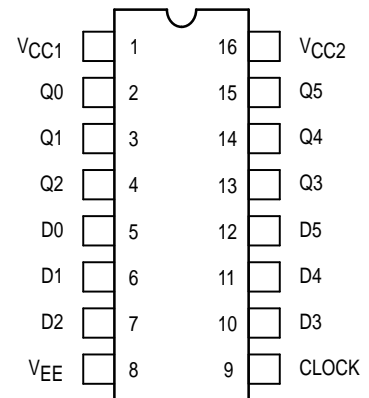 VCC1 1 16 VCC2
Q0 2 15 Q5
Q1 3 14 Q4
Q2 4 13 Q3
D0 5 12 D5
D1 6 11 D4
D2 7 10 D3
VEE 8 9 CLOCK